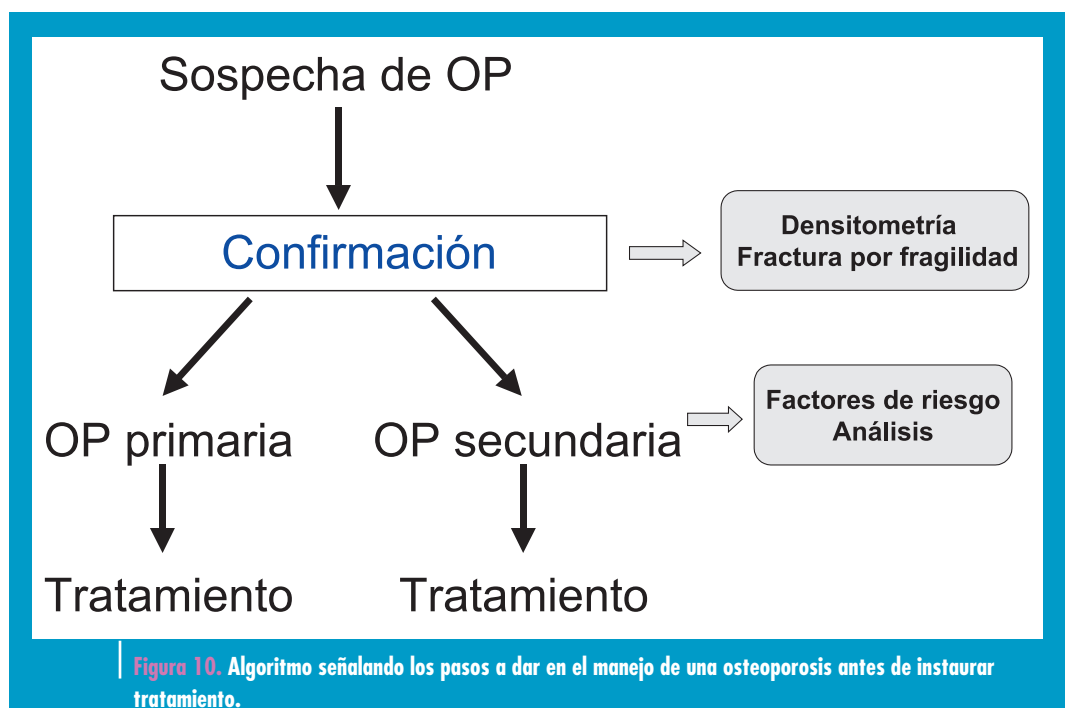 Sospecha de OP
Confirmación
Densitometría
Fractura por fragilidad
OP primaria
OP secundaria
Factores de riesgo
Análisis
Tratamiento
Tratamiento
Figura 10. Algoritmo señalando los pasos a dar en el manejo de una osteoporosis antes de instaurar
tratamiento.